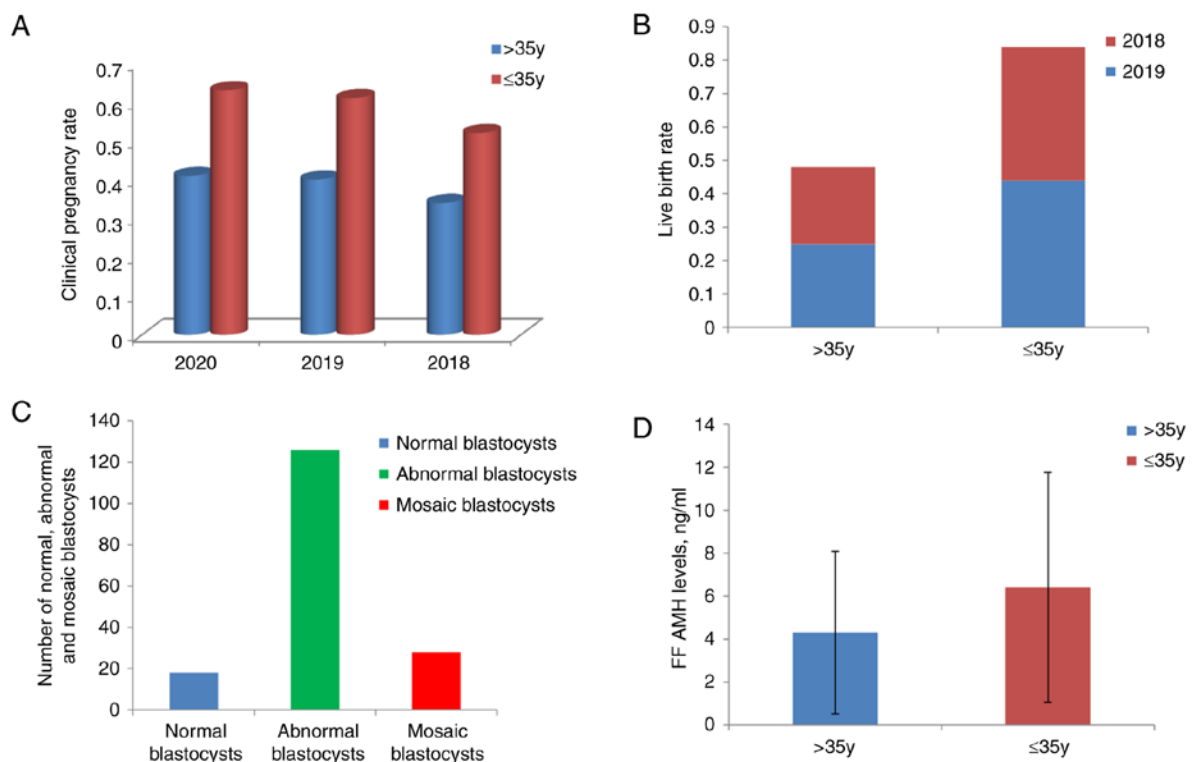 A
>35y
≤35y
Clinical pregnancy rate
0.7
0.6
0.5
0.4
0.3
0.2
0.1
0
2020
2019
2018
B
2018
2019
Live birth rate
0.9
0.8
0.7
0.6
0.5
0.4
0.3
0.2
0.1
0
>35y
≤35y
C
Number of normal, abnormal
and mosaic blastocysts
140
120
100
80
60
40
20
0
Normal blastocysts
Abnormal blastocysts
Mosaic blastocysts
Normal
blastocysts
Abnormal
blastocysts
Mosaic
blastocysts
D
>35y
≤35y
FF AMH levels, ng/ml
14
12
10
8
6
4
2
0
>35y
≤35y